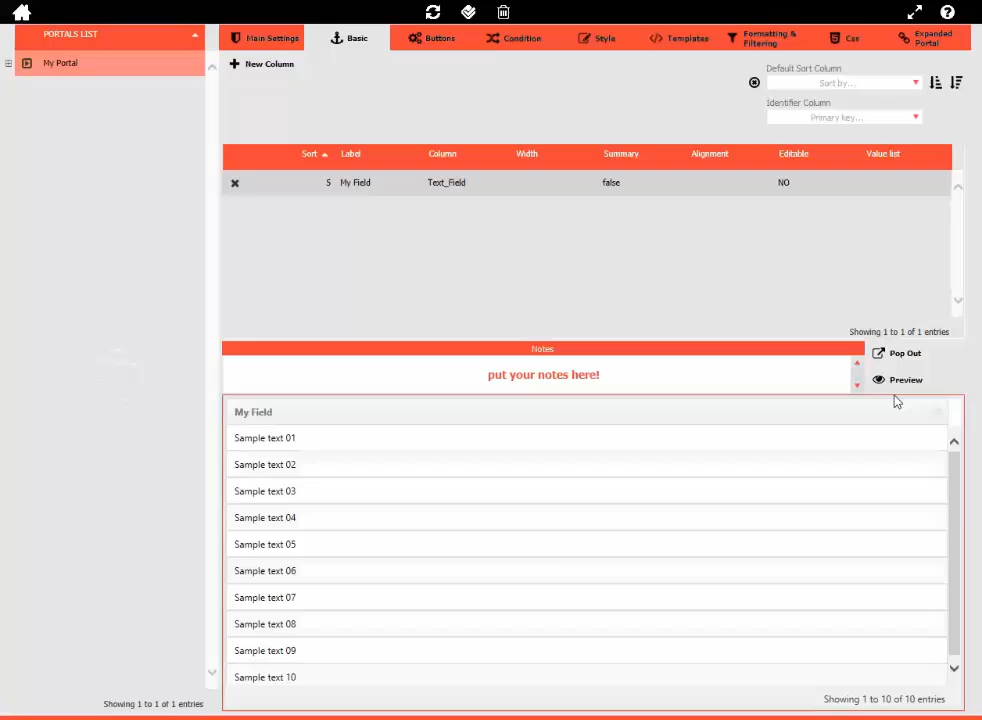 PORTALS LIST
Main Settings
Basic
Buttons
Condition
Style
Templates
Formatting &
Filtering
Css
Expanded
Portal
My Portal
New Column
Default Sort Column
Sort by...
Identifier Column
Primary key...
Sort Label Column Width Summary Alignment Editable Value list
5 My Field Text_Field false NO
Showing 1 to 1 of 1 entries
Notes
Pop Out
put your notes here!
Preview
My Field
Sample text 01
Sample text 02
Sample text 03
Sample text 04
Sample text 05
Sample text 06
Sample text 07
Sample text 08
Sample text 09
Sample text 10
Showing 1 to 10 of 10 entries
Showing 1 to 1 of 1 entries